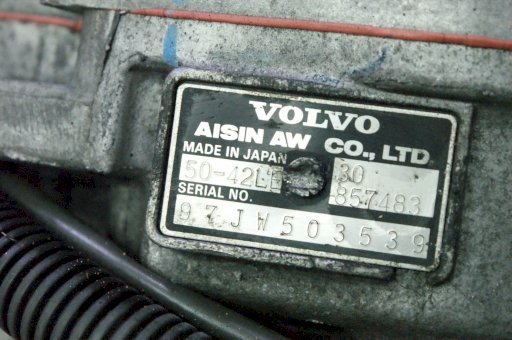 VOLVO
AISIN AW CO., LTD.
MADE IN JAPAN 30
50-42LE 857483
SERIAL NO.
97JW503539